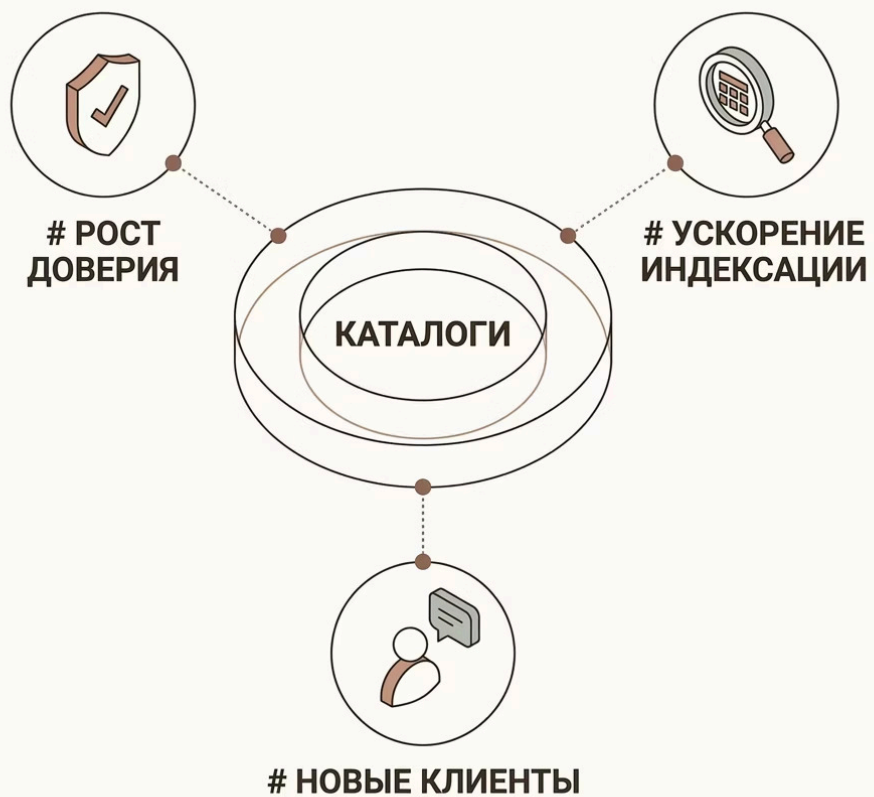 # РОСТ
ДОВЕРИЯ
# УСКОРЕНИЕ
ИНДЕКСАЦИИ
КАТАЛОГИ
# НОВЫЕ КЛИЕНТЫ